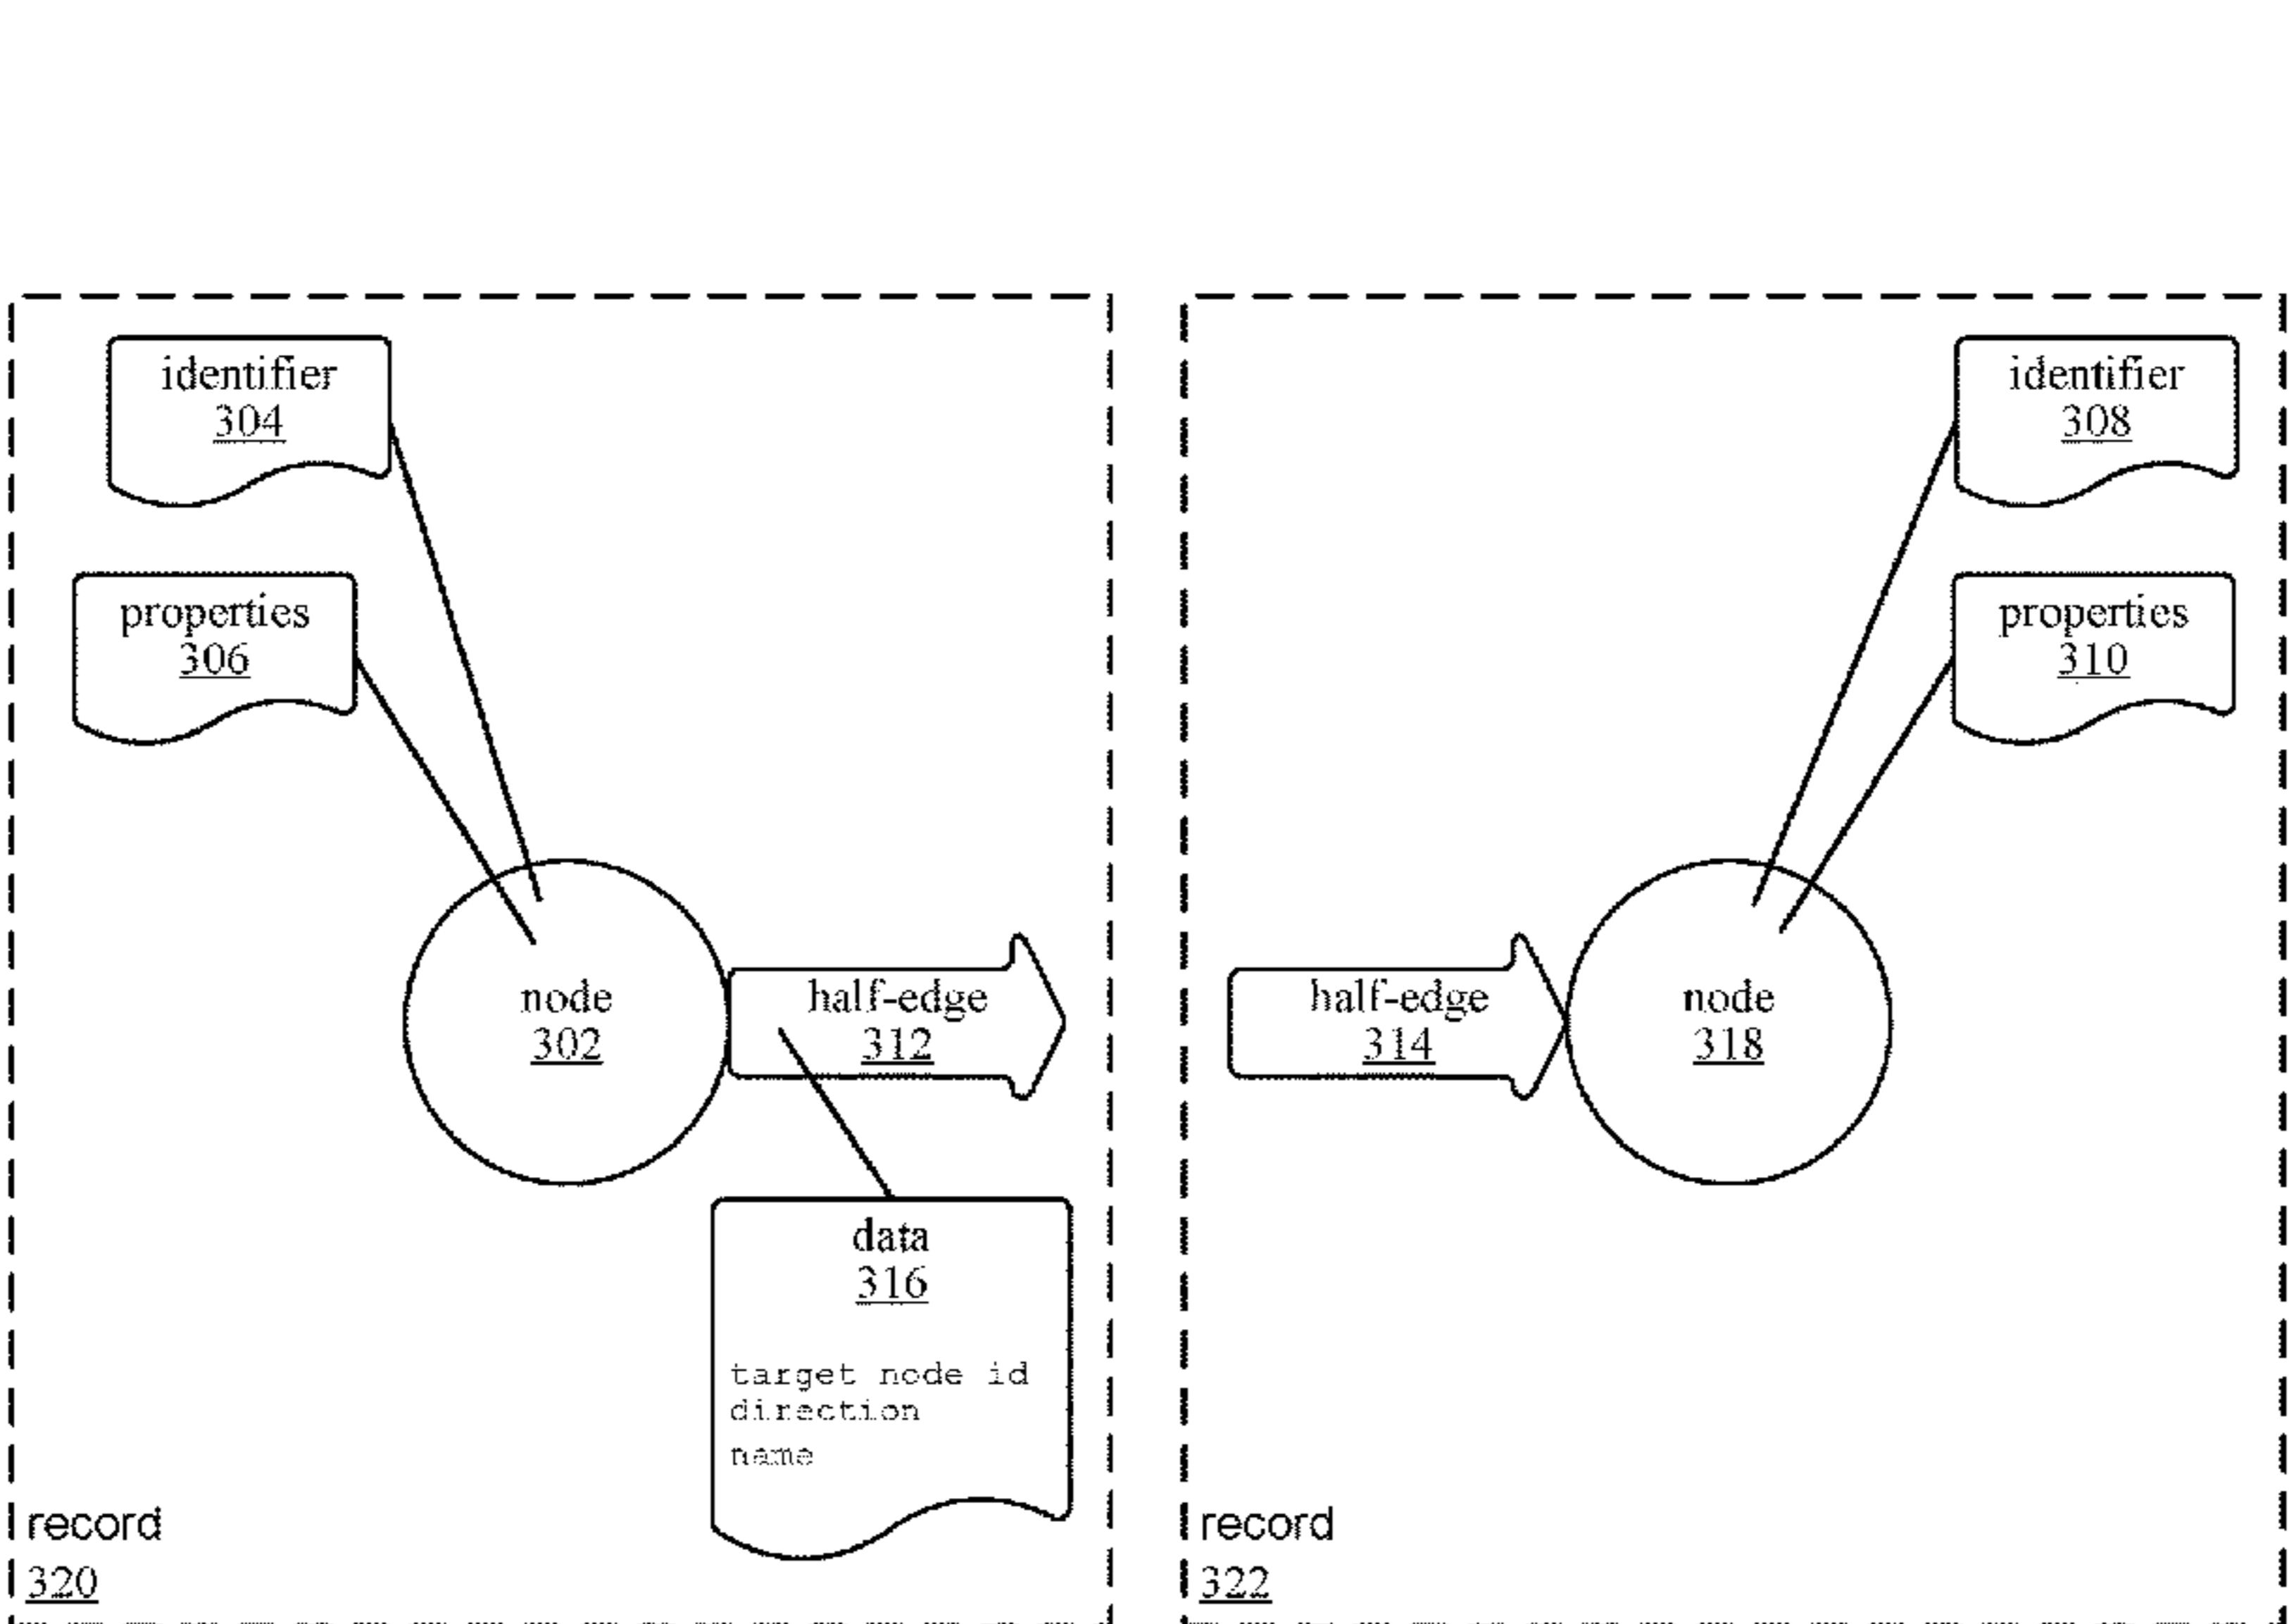 identifier
304
properties
306
node
302
half-edge
312
data
316
target node id
direction
name
record
320
identifier
308
properties
310
half-edge
314
node
318
record
322